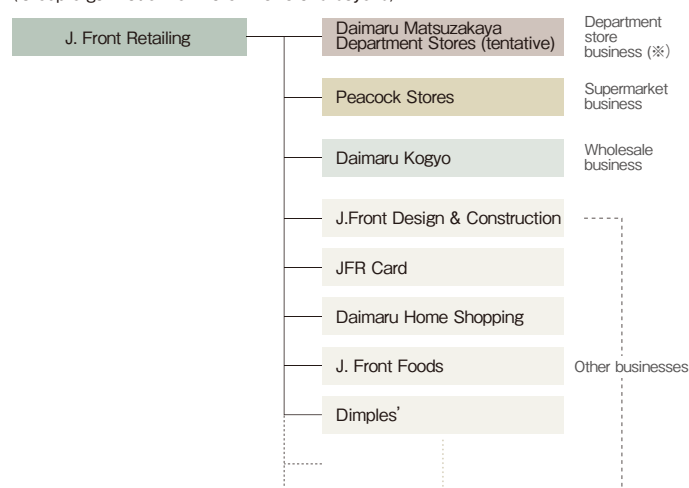 J. Front Retailing
Daimaru Matsuzakaya
Department Stores (tentative)
Department
store
business (※)
Peacock Stores
Supermarket
business
Daimaru Kogyo
Wholesale
business
J.Front Design & Construction
JFR Card
Daimaru Home Shopping
J. Front Foods
Other businesses
Dimples’